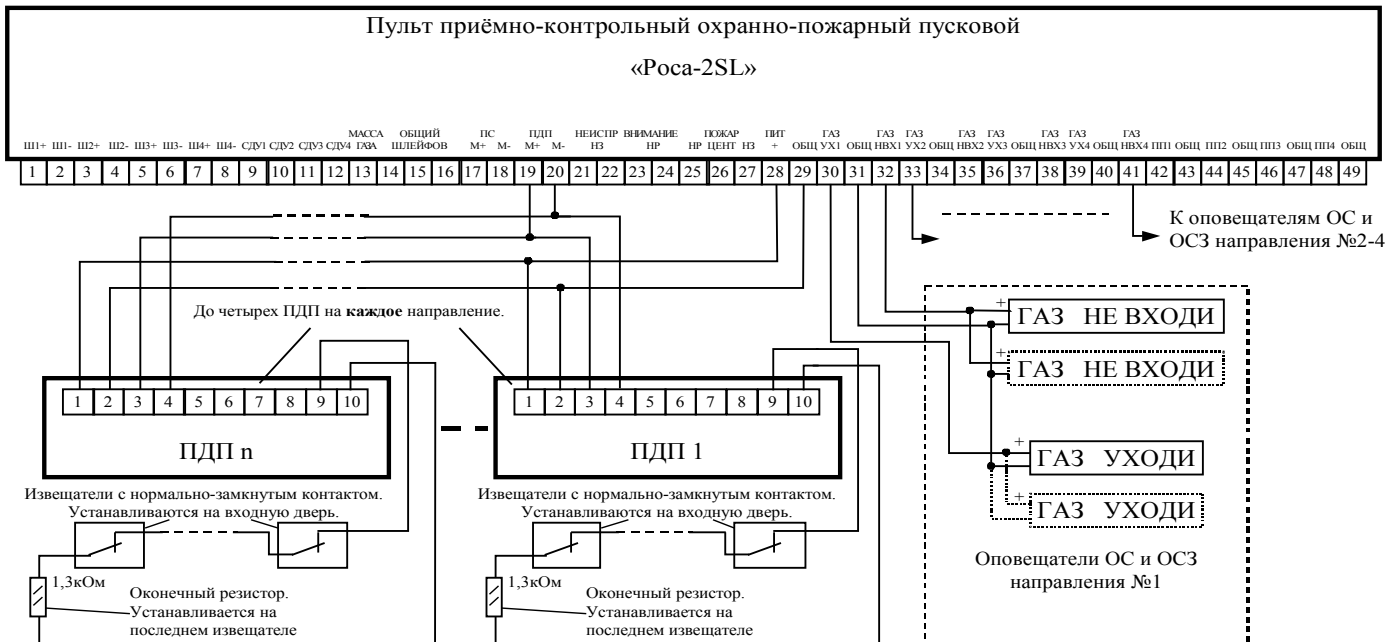 Пульт приёмно-контрольный охранно-пожарный пусковой
«Роса-2SL»
МАССА ОБЩИЙ ПС ПДП НЕИСПР ВНИМАНИЕ ПОЖАР ПИТ ГАЗ ГАЗ ГАЗ ГАЗ ГАЗ ГАЗ ГАЗ ГАЗ
Ш1+ Ш1- Ш2+ Ш2- Ш3+ Ш3- Ш4+ Ш4- СДУ1 СДУ2 СДУ3 СДУ4 ГАЗА ШЛЕЙФОВ М+ М- М+ М- НЗ НР НР ЦЕНТ НЗ + ОБЩ УХ1 ОБЩ НВХ1 УХ2 ОБЩ НВХ2 УХ3 ОБЩ НВХ3 УХ4 ОБЩ НВХ4 ПП1 ОБЩ ПП2 ОБЩ ПП3 ОБЩ ПП4 ОБЩ
1 2 3 4 5 6 7 8 9 10 11 12 13 14 15 16 17 18 19 20 21 22 23 24 25 26 27 28 29 30 31 32 33 34 35 36 37 38 39 40 41 42 43 44 45 46 47 48 49
К оповещателям ОС и
ОСЗ направления №2-4
До четырех ПДП на каждое направление.
+
ГАЗ НЕ ВХОДИ
+
ГАЗ НЕ ВХОДИ
1 2 3 4 5 6 7 8 9 10
ПДП n
1 2 3 4 5 6 7 8 9 10
ПДП 1
+
ГАЗ УХОДИ
+
ГАЗ УХОДИ
Оповещатели ОС и ОСЗ
направления №1
Извещатели с нормально-замкнутым контактом.
Устанавливаются на входную дверь.
1,3кОм
Оконечный резистор.
Устанавливается на
последнем извещателе
Извещатели с нормально-замкнутым контактом.
Устанавливаются на входную дверь.
1,3кОм
Оконечный резистор.
Устанавливается на
последнем извещателе